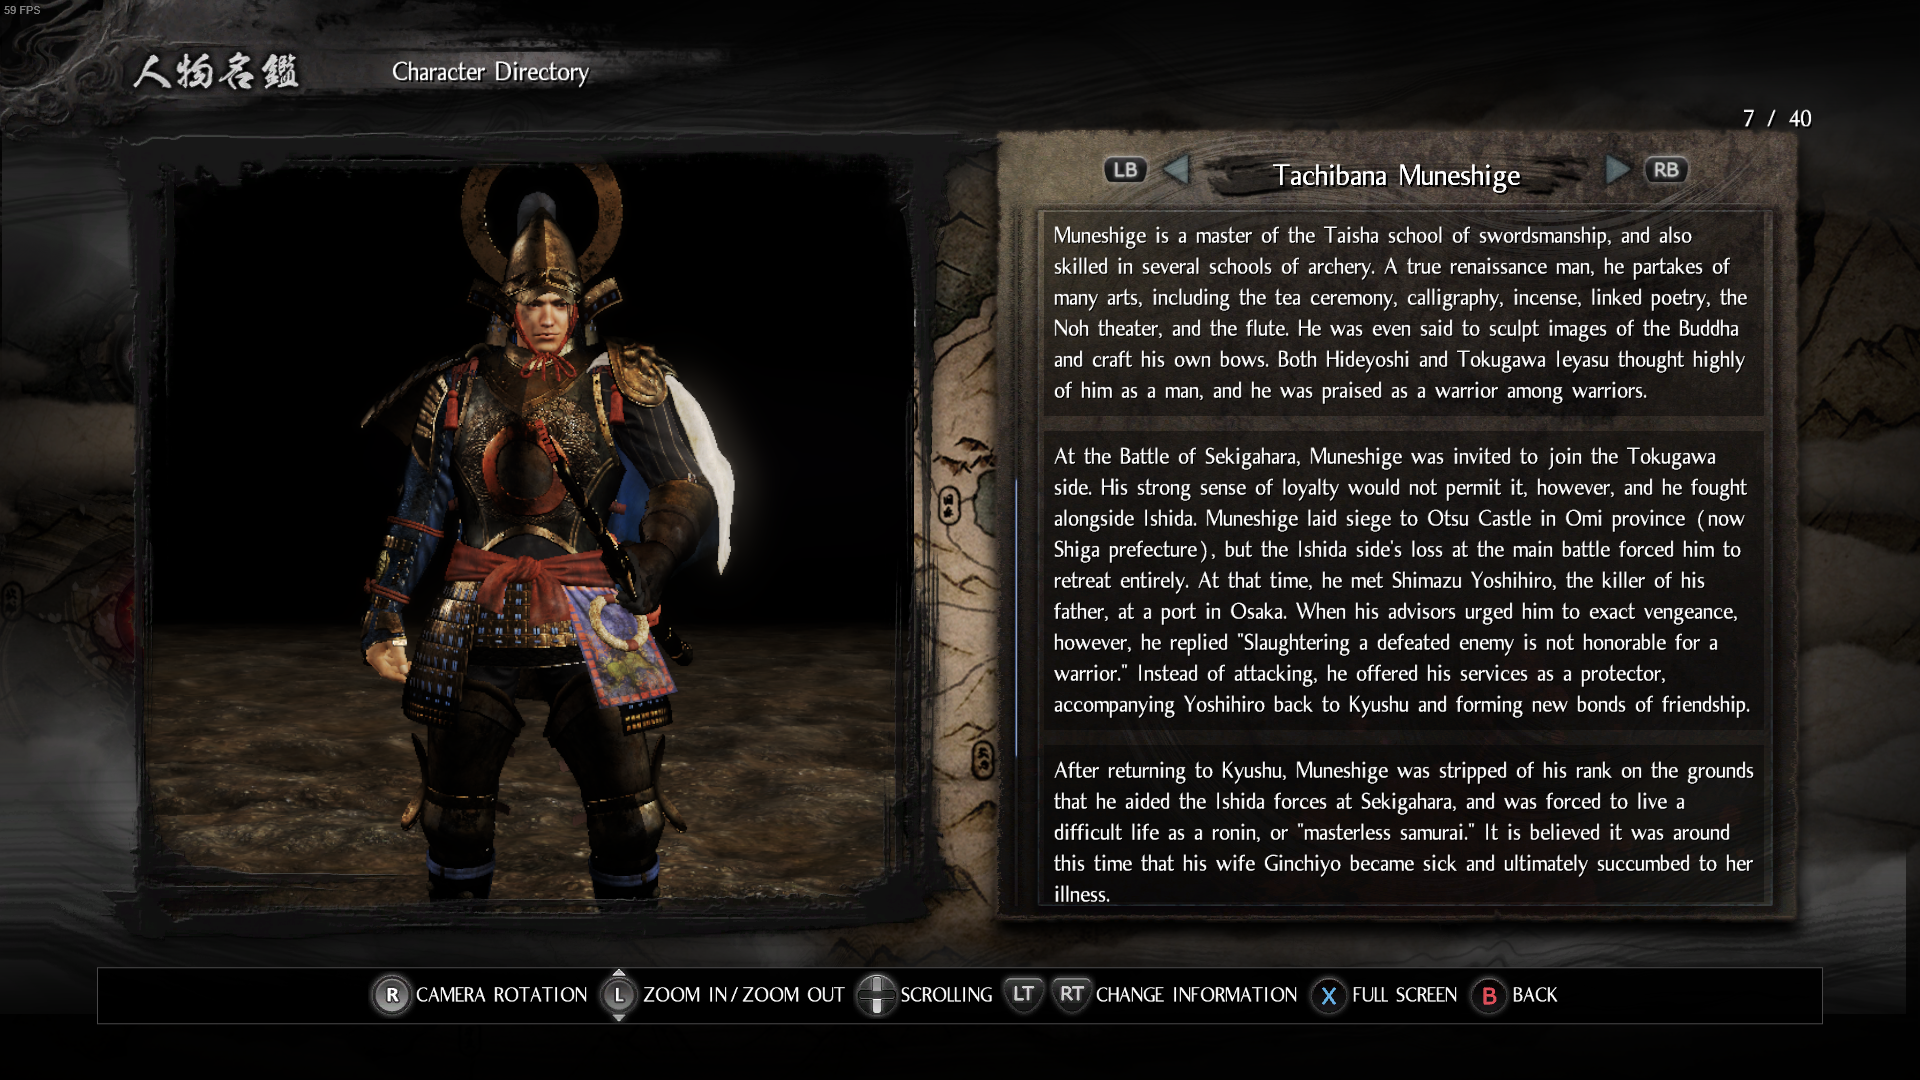 59 FPS
人物名鑑
Character Directory
7 / 40
LB
Tachibana Muneshige
RB
Muneshige is a master of the Taisha school of swordsmanship, and also
skilled in several schools of archery. A true renaissance man, he partakes of
many arts, including the tea ceremony, calligraphy, incense, linked poetry, the
Noh theater, and the flute. He was even said to sculpt images of the Buddha
and craft his own bows. Both Hideyoshi and Tokugawa Ieyasu thought highly
of him as a man, and he was praised as a warrior among warriors.
At the Battle of Sekigahara, Muneshige was invited to join the Tokugawa
side. His strong sense of loyalty would not permit it, however, and he fought
alongside Ishida. Muneshige laid siege to Otsu Castle in Omi province (now
Shiga prefecture), but the Ishida side's loss at the main battle forced him to
retreat entirely. At that time, he met Shimazu Yoshihiro, the killer of his
father, at a port in Osaka. When his advisors urged him to exact vengeance,
however, he replied "Slaughtering a defeated enemy is not honorable for a
warrior." Instead of attacking, he offered his services as a protector,
accompanying Yoshihiro back to Kyushu and forming new bonds of friendship.
After returning to Kyushu, Muneshige was stripped of his rank on the grounds
that he aided the Ishida forces at Sekigahara, and was forced to live a
difficult life as a ronin, or "masterless samurai." It is believed it was around
this time that his wife Ginchiyo became sick and ultimately succumbed to her
illness.
R CAMERA ROTATION L ZOOM IN/ZOOM OUT SCROLLING LT RT CHANGE INFORMATION X FULL SCREEN B BACK